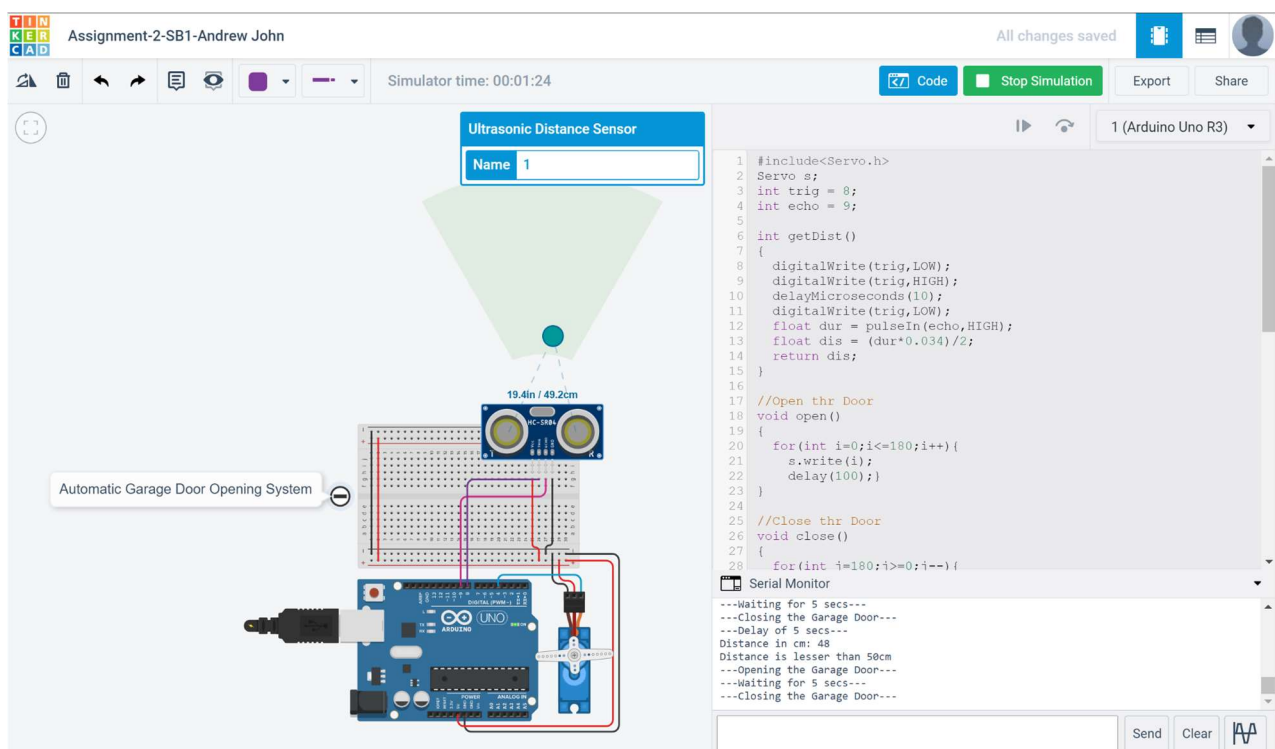 TINKERCAD
Assignment-2-SB1-Andrew John
All changes saved
Simulator time: 00:01:24
Code
Stop Simulation
Export
Share
1 (Arduino Uno R3)
Ultrasonic Distance Sensor
Name 1
19.4in / 49.2cm
HC-SR04
T
R
Automatic Garage Door Opening System
DIGITAL (PWM~)
UNO
ARDUINO
POWER
ANALOG IN
1 #include<Servo.h>
2 Servo s;
3 int trig = 8;
4 int echo = 9;
5
6 int getDist()
7 {
8 digitalWrite(trig,LOW);
9 digitalWrite(trig,HIGH);
10 delayMicroseconds(10);
11 digitalWrite(trig,LOW);
12 float dur = pulseIn(echo,HIGH);
13 float dis = (dur*0.034)/2;
14 return dis;
15 }
16
17 //Open thr Door
18 void open()
19 {
20 for(int i=0;i<=180;i++){
21 s.write(i);
22 delay(100);}
23 }
24
25 //Close thr Door
26 void close()
27 {
28 for(int j=180;j>=0;j--){
Serial Monitor
---Waiting for 5 secs---
---Closing the Garage Door---
---Delay of 5 secs---
Distance in cm: 48
Distance is lesser than 50cm
---Opening the Garage Door---
---Waiting for 5 secs---
---Closing the Garage Door---
Send
Clear